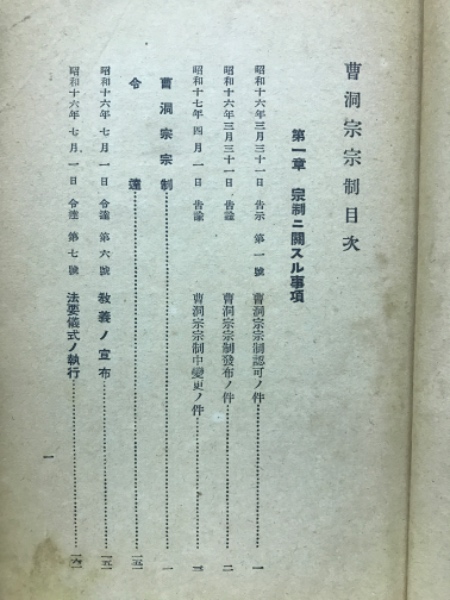 曹洞宗宗制目次
第一章 宗制ニ關スル事項
昭和十六年三月三十一日 告示 第一號 曹洞宗宗制認可ノ件 一
昭和十六年三月三十一日 告諭 曹洞宗宗制發布ノ件 二
昭和十七年四月一日 告諭 曹洞宗宗制中變更ノ件
曹洞宗宗制 一
令達
昭和十六年七月一日 令達 第六號 敎義ノ宣布
昭和十六年七月一日 令達 第七號 法要儀式ノ執行
一